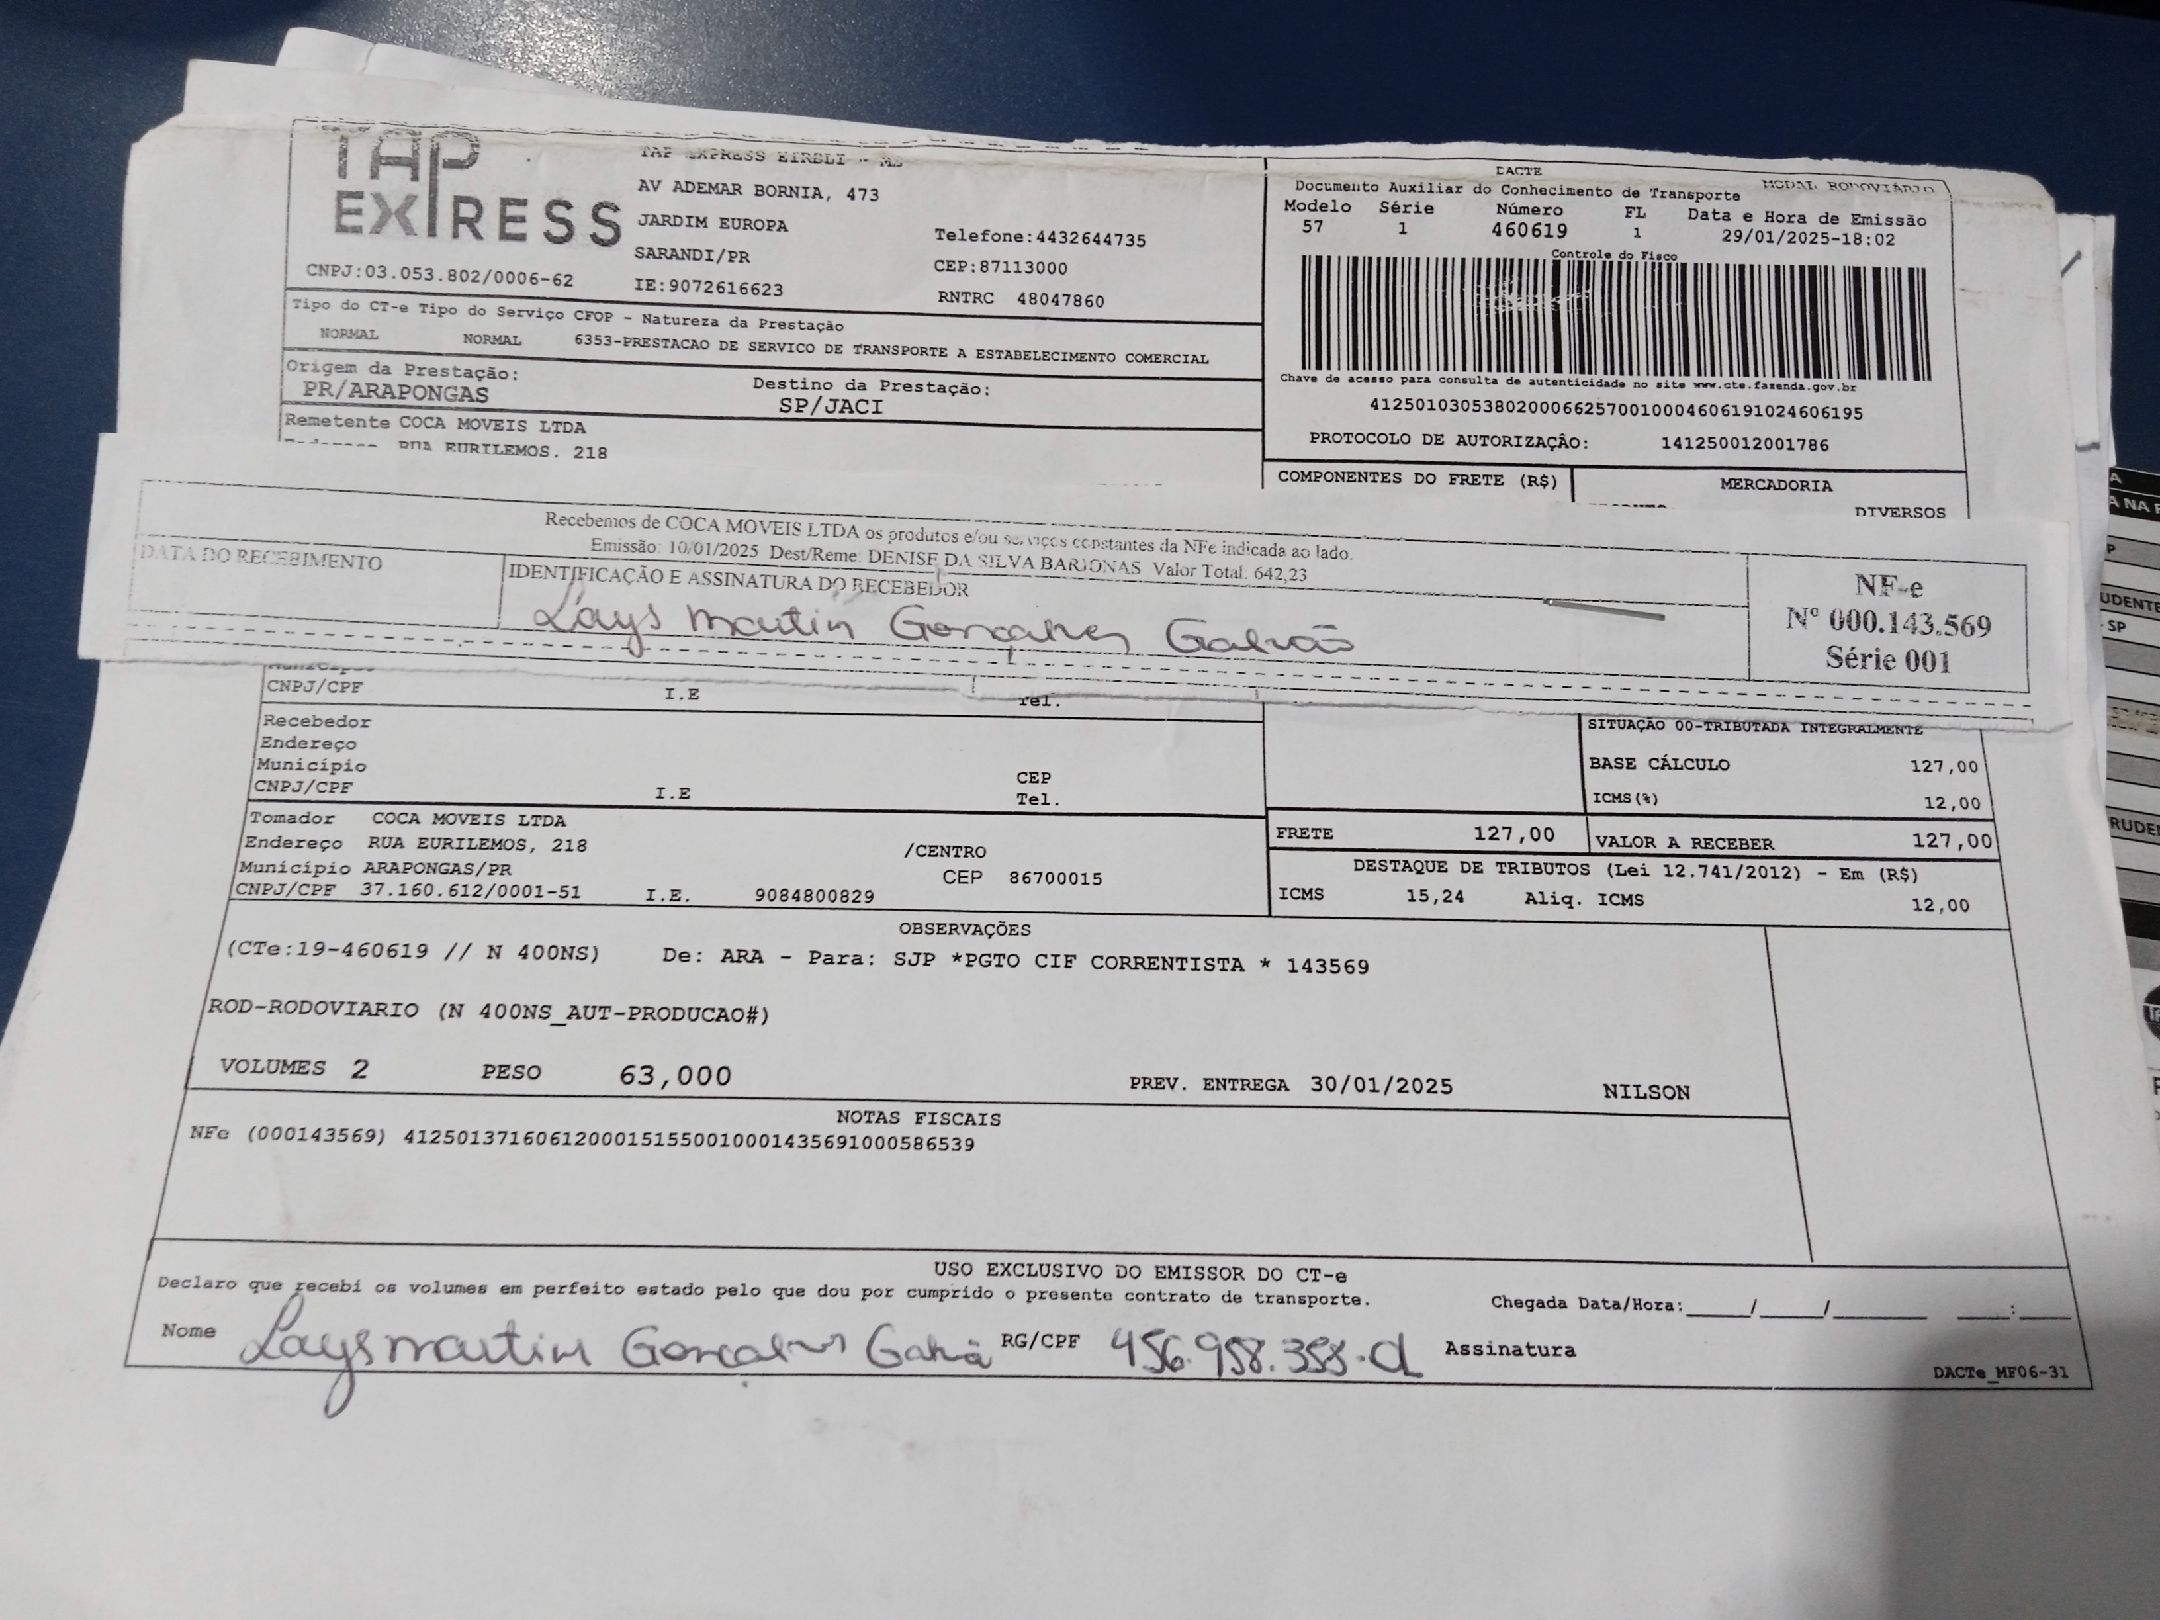 TAP EXPRESS
TAP EXPRESS EIRELI - MS
AV ADEMAR BORNIA, 473
JARDIM EUROPA
SARANDI/PR
IE:9072616623
Telefone:4432644735
CEP:87113000
RNTRC 48047860
CNPJ:03.053.802/0006-62
DACTE
MODAL RODOVIÁRIO
Documento Auxiliar do Conhecimento de Transporte
Modelo Série Número FL Data e Hora de Emissão
57 1 460619 1 29/01/2025-18:02
Controle do Fisco
Chave de acesso para consulta de autenticidade no site www.cte.fazenda.gov.br
41250103053802000662570010004606191024606195
PROTOCOLO DE AUTORIZAÇÃO: 141250012001786
Tipo do CT-e Tipo do Serviço CFOP - Natureza da Prestação
NORMAL NORMAL 6353-PRESTACAO DE SERVICO DE TRANSPORTE A ESTABELECIMENTO COMERCIAL
Origem da Prestação: Destino da Prestação:
PR/ARAPONGAS SP/JACI
Remetente COCA MOVEIS LTDA
RUA EURILEMOS, 218
COMPONENTES DO FRETE (R$) MERCADORIA
DIVERSOS
Recebemos de COCA MOVEIS LTDA os produtos e/ou serviços constantes da NFe indicada ao lado.
Emissão: 10/01/2025 Dest/Reme: DENISE DA SILVA BARJONAS Valor Total: 642,23
DATA DO RECEBIMENTO
IDENTIFICAÇÃO E ASSINATURA DO RECEBEDOR
Lays Martin Goncalves Galvão
NF-e
Nº 000.143.569
Série 001
Município
CNPJ/CPF I.E Tel.
Recebedor
Endereço
Município CEP
CNPJ/CPF I.E Tel.
SITUAÇÃO 00-TRIBUTADA INTEGRALMENTE
BASE CÁLCULO 127,00
ICMS(%) 12,00
Tomador COCA MOVEIS LTDA
Endereço RUA EURILEMOS, 218 /CENTRO
Município ARAPONGAS/PR CEP 86700015
CNPJ/CPF 37.160.612/0001-51 I.E. 9084800829
FRETE 127,00 VALOR A RECEBER 127,00
DESTAQUE DE TRIBUTOS (Lei 12.741/2012) - Em (R$)
ICMS 15,24 Aliq. ICMS 12,00
OBSERVAÇÕES
(CTe:19-460619 // N 400NS) De: ARA - Para: SJP *PGTO CIF CORRENTISTA * 143569
ROD-RODOVIARIO (N 400NS_AUT-PRODUCAO#)
VOLUMES 2 PESO 63,000 PREV. ENTREGA 30/01/2025 NILSON
NOTAS FISCAIS
NFe (000143569) 41250137160612000151550010001435691000586539
USO EXCLUSIVO DO EMISSOR DO CT-e
Declaro que recebi os volumes em perfeito estado pelo que dou por cumprido o presente contrato de transporte.
Chegada Data/Hora:_____/_____/_______ ____:____
Nome Lays martin Goncalves Galvã RG/CPF Assinatura
DACTe_MF06-31